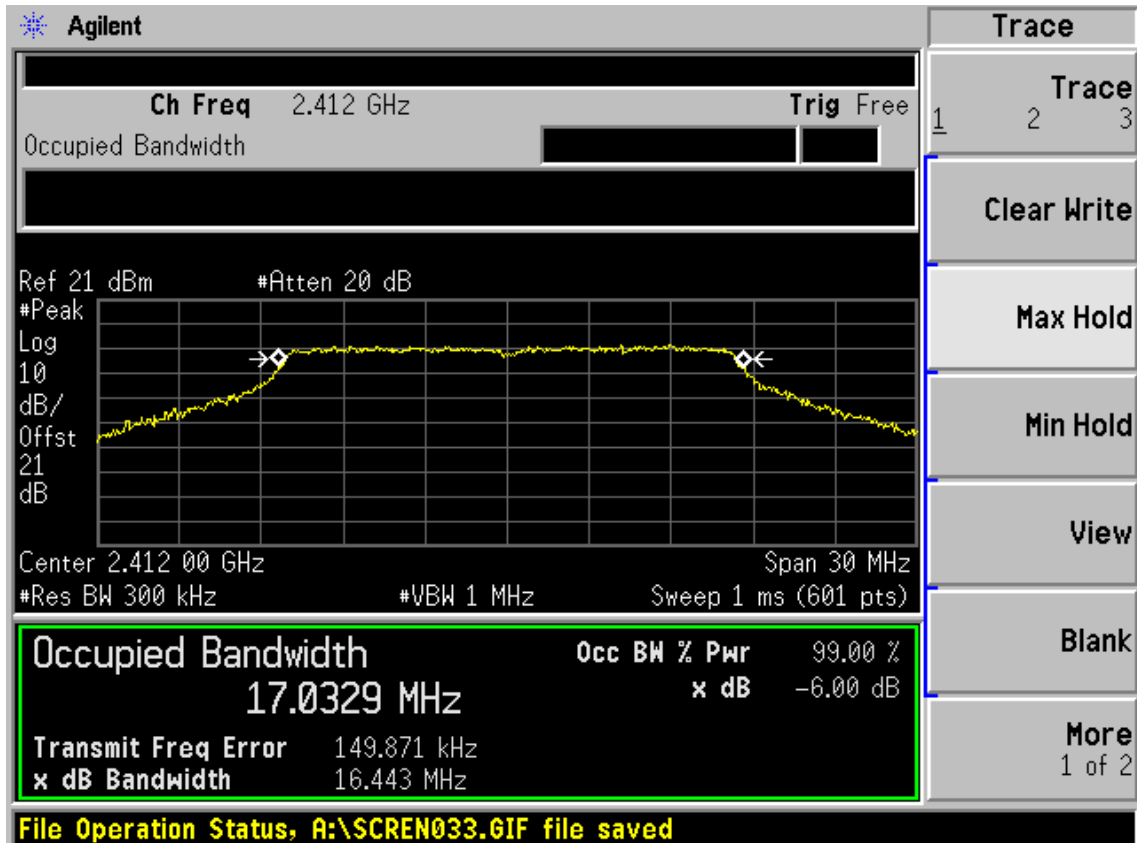 Agilent
Trace
Ch Freq 2.412 GHz Trig Free
Occupied Bandwidth
Trace
1 2 3
Clear Write
Max Hold
Min Hold
View
Blank
More
1 of 2
Ref 21 dBm #Atten 20 dB
#Peak
Log
10
dB/
Offst
21
dB
Center 2.412 00 GHz Span 30 MHz
#Res BW 300 kHz #VBW 1 MHz Sweep 1 ms (601 pts)
Occupied Bandwidth Occ BW % Pwr 99.00 %
17.0329 MHz x dB -6.00 dB
Transmit Freq Error 149.871 kHz
x dB Bandwidth 16.443 MHz
File Operation Status, A:\SCREN033.GIF file saved